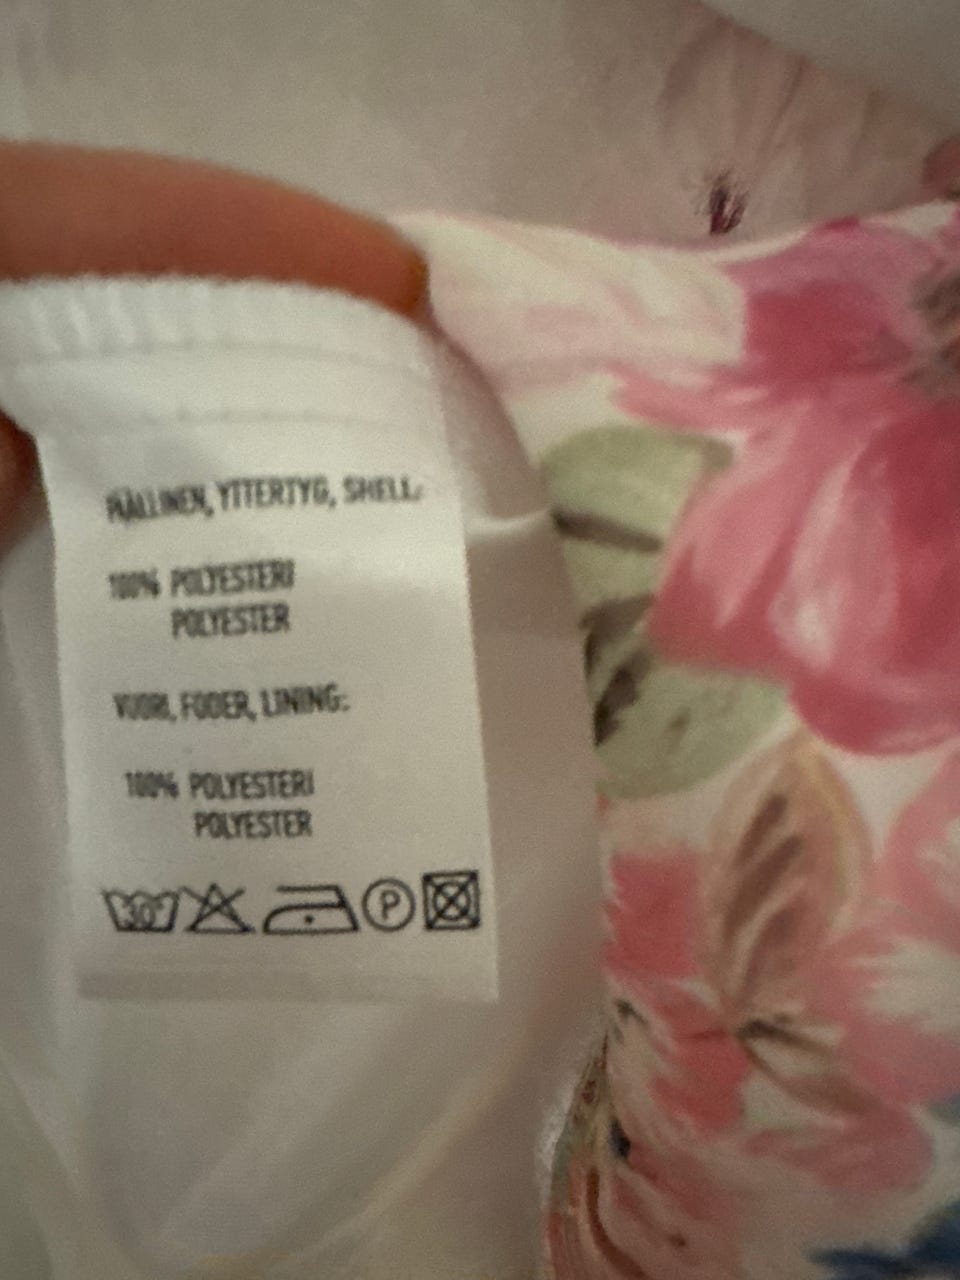 PÄÄLLINEN, YTTERTYG, SHELL:
100% POLYESTERI
POLYESTER
VUORI, FODER, LINING:
100% POLYESTERI
POLYESTER
30° P